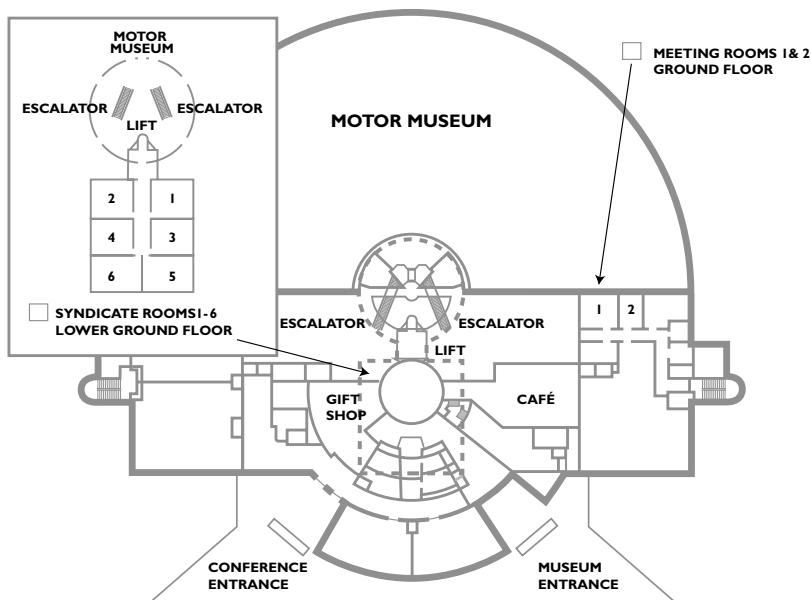 MOTOR
MUSEUM
ESCALATOR
ESCALATOR
LIFT
2
1
4
3
6
5
SYNDICATE ROOMS1-6
LOWER GROUND FLOOR
MEETING ROOMS 1& 2
GROUND FLOOR
MOTOR MUSEUM
1
2
ESCALATOR
ESCALATOR
LIFT
GIFT
SHOP
CAFÉ
CONFERENCE
ENTRANCE
MUSEUM
ENTRANCE